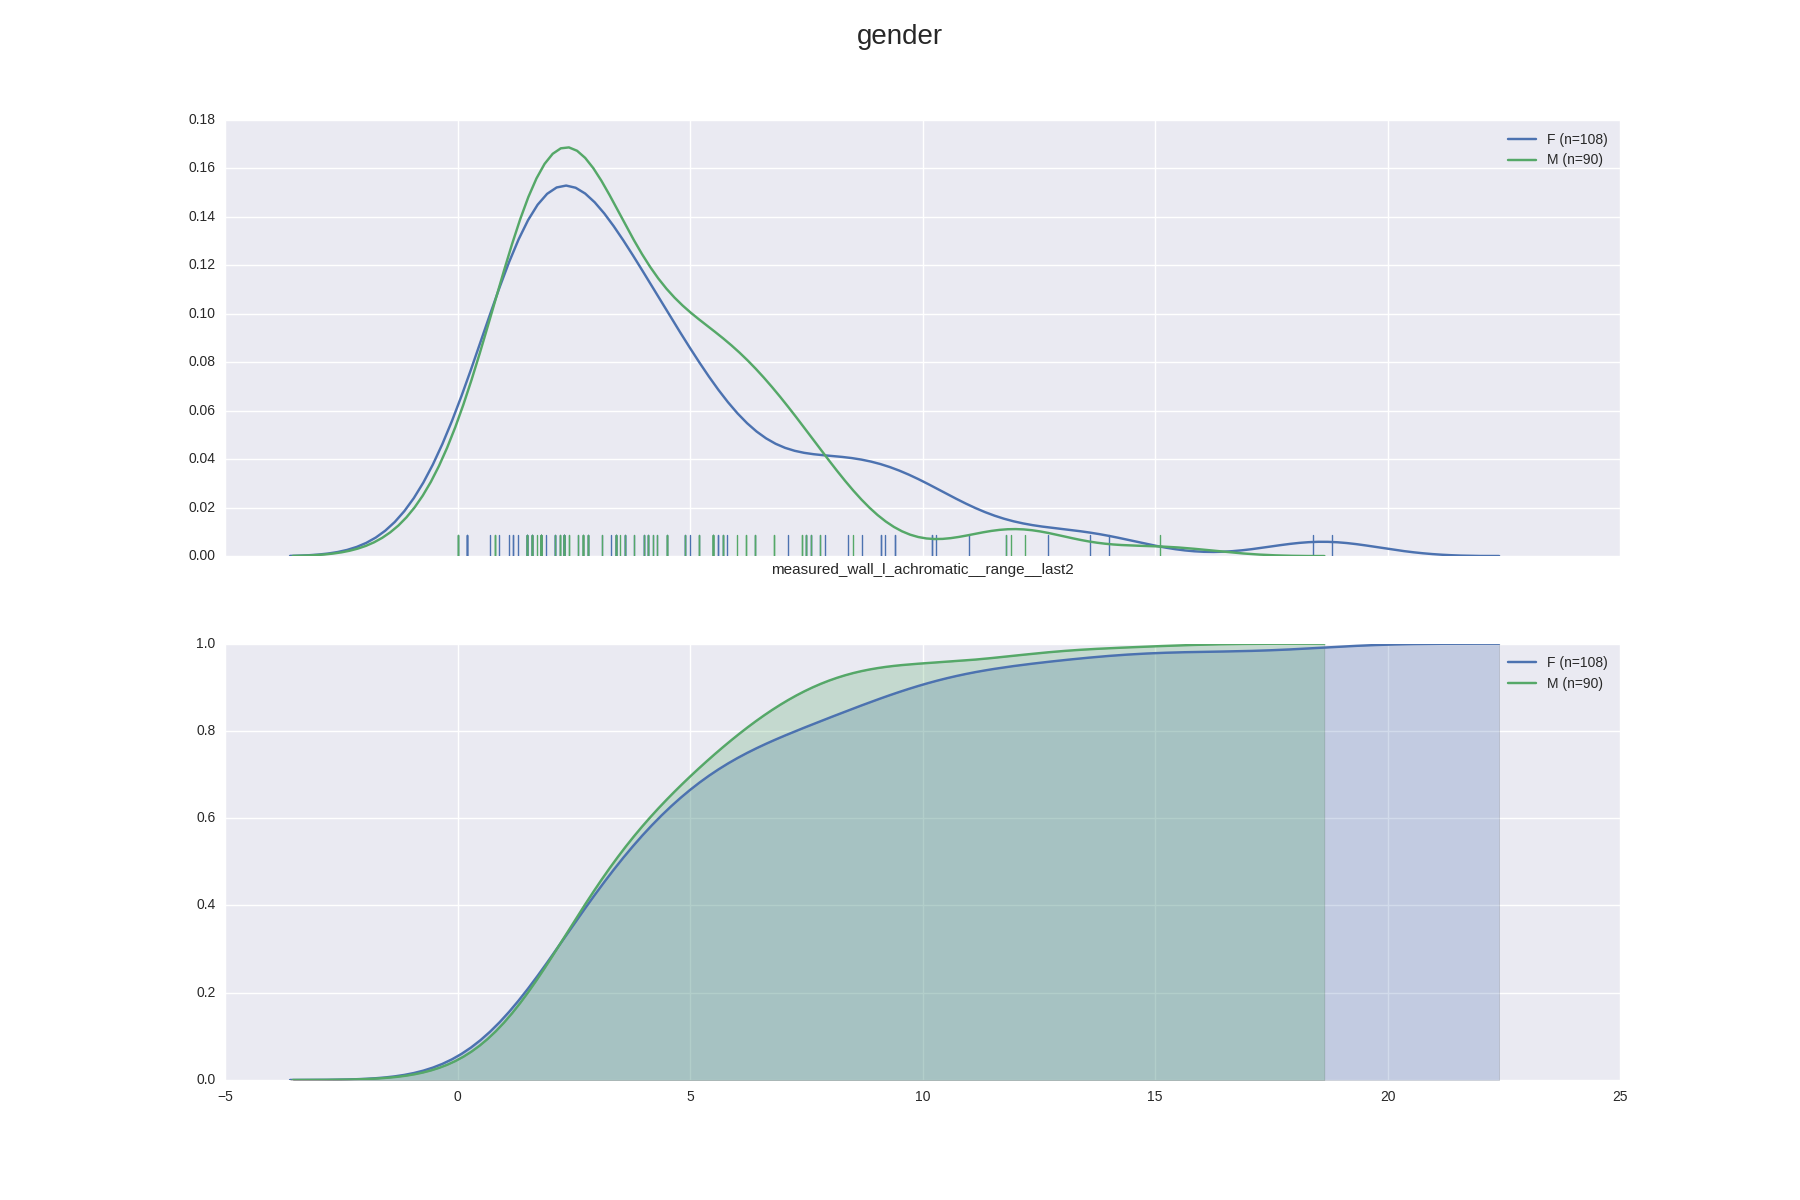 gender
0.18
0.16
0.14
0.12
0.10
0.08
0.06
0.04
0.02
0.00
F (n=108)
M (n=90)
measured_wall_l_achromatic__range__last2
1.0
0.8
0.6
0.4
0.2
0.0
F (n=108)
M (n=90)
−5 0 5 10 15 20 25